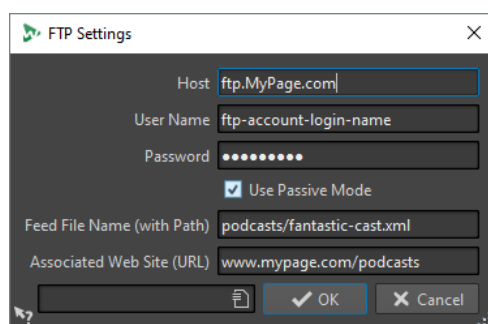 FTP Settings
Host ftp.MyPage.com
User Name ftp-account-login-name
Password •••••••••
Use Passive Mode
Feed File Name (with Path) podcasts/fantastic-cast.xml
Associated Web Site (URL) www.mypage.com/podcasts
OK Cancel